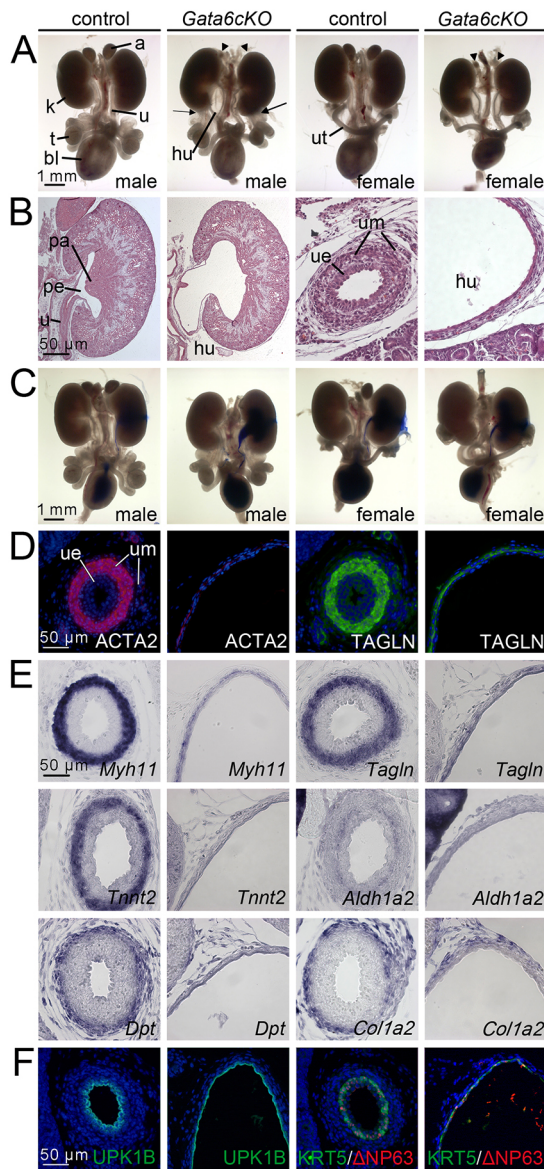 control Gata6cKO control Gata6cKO
A
a
k
u
t
bl
hu
ut
1 mm
male
male
female
female
B
pa
pe
u
50 µm
hu
um
ue
hu
C
1 mm
male
male
female
female
D
ue
um
50 µm
ACTA2
ACTA2
TAGLN
TAGLN
E
50 µm
Myh11
Myh11
Tagln
Tagln
Tnnt2
Tnnt2
Aldh1a2
Aldh1a2
Dpt
Dpt
Col1a2
Col1a2
F
50 µm
UPK1B
UPK1B
KRT5/ΔNP63
KRT5/ΔNP63